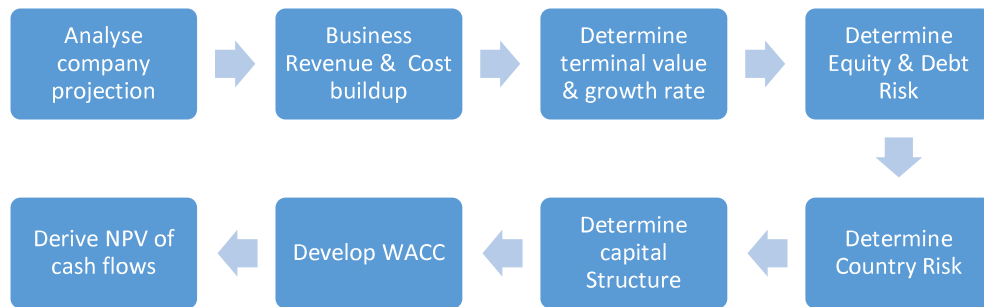 Analyse
company
projection
Business
Revenue & Cost
buildup
Determine
terminal value
& growth rate
Determine
Equity & Debt
Risk
Determine
Country Risk
Determine
capital
Structure
Develop WACC
Derive NPV of
cash flows